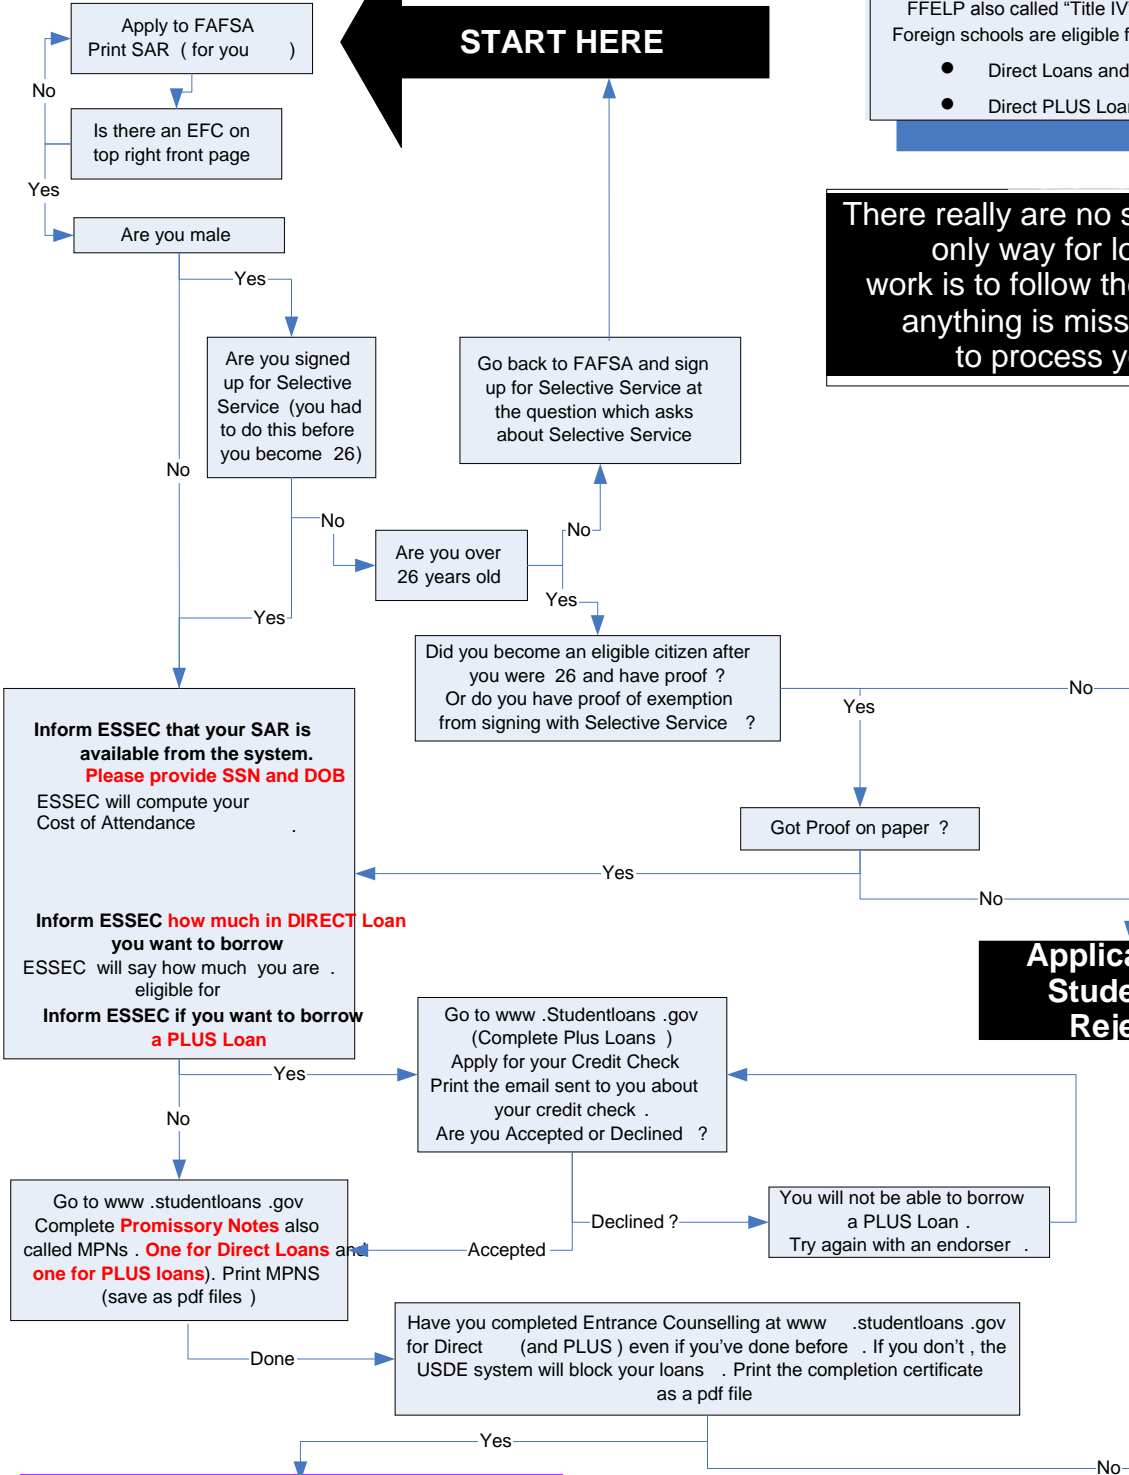 Apply to FAFSA
Print SAR ( for you )
START HERE
FFELP also called “Title IV
Foreign schools are eligible f
● Direct Loans and
● Direct PLUS Loa
No
Is there an EFC on
top right front page
Yes
Are you male
There really are no s
only way for lo
work is to follow the
anything is miss
to process y
Yes
Are you signed
up for Selective
Service (you had
to do this before
you become 26)
Go back to FAFSA and sign
up for Selective Service at
the question which asks
about Selective Service
No
No
No
Are you over
26 years old
Yes
Yes
Did you become an eligible citizen after
you were 26 and have proof ?
Or do you have proof of exemption
from signing with Selective Service ?
No
Yes
Inform ESSEC that your SAR is
available from the system.
Please provide SSN and DOB
ESSEC will compute your
Cost of Attendance .
Got Proof on paper ?
Yes
No
Inform ESSEC how much in DIRECT Loan
you want to borrow
ESSEC will say how much you are .
eligible for
Inform ESSEC if you want to borrow
a PLUS Loan
Applica
Stude
Reje
Go to www .Studentloans .gov
(Complete Plus Loans )
Apply for your Credit Check
Print the email sent to you about
your credit check .
Are you Accepted or Declined ?
Yes
No
Go to www .studentloans .gov
Complete Promissory Notes also
called MPNs . One for Direct Loans and
one for PLUS loans). Print MPNS
(save as pdf files )
Accepted
Declined ?
You will not be able to borrow
a PLUS Loan .
Try again with an endorser .
Done
Have you completed Entrance Counselling at www .studentloans .gov
for Direct (and PLUS ) even if you’ve done before . If you don’t , the
USDE system will block your loans . Print the completion certificate
as a pdf file
Yes
No